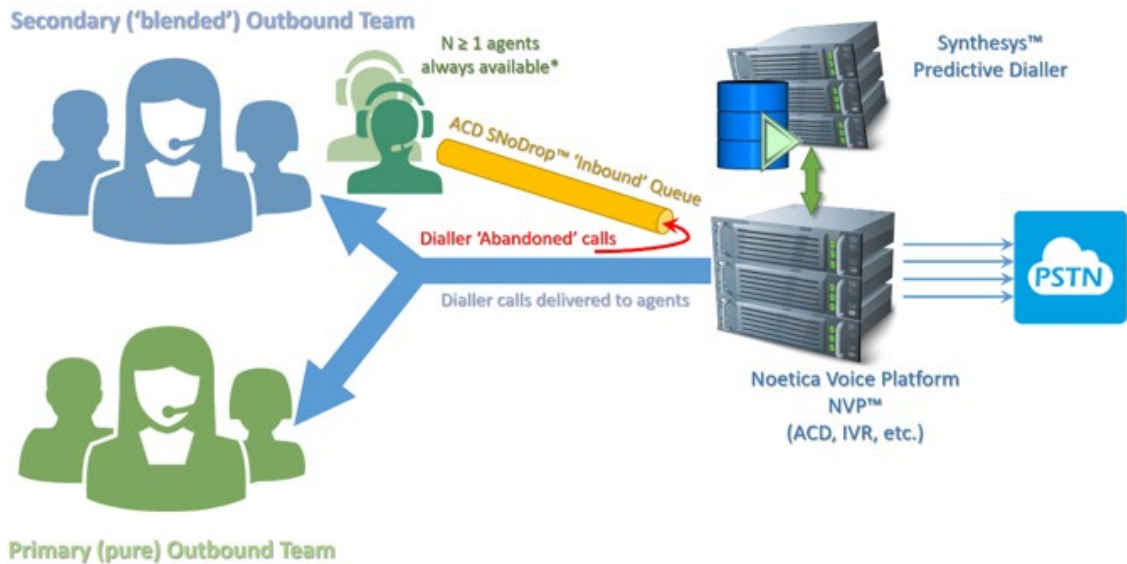 Secondary (‘blended’) Outbound Team
N ≥ 1 agents
always available*
Synthesys™
Predictive Dialler
ACD SNoDrop™ ‘Inbound’ Queue
Dialler ‘Abandoned’ calls
Dialler calls delivered to agents
PSTN
Noetica Voice Platform
NVP™
(ACD, IVR, etc.)
Primary (pure) Outbound Team